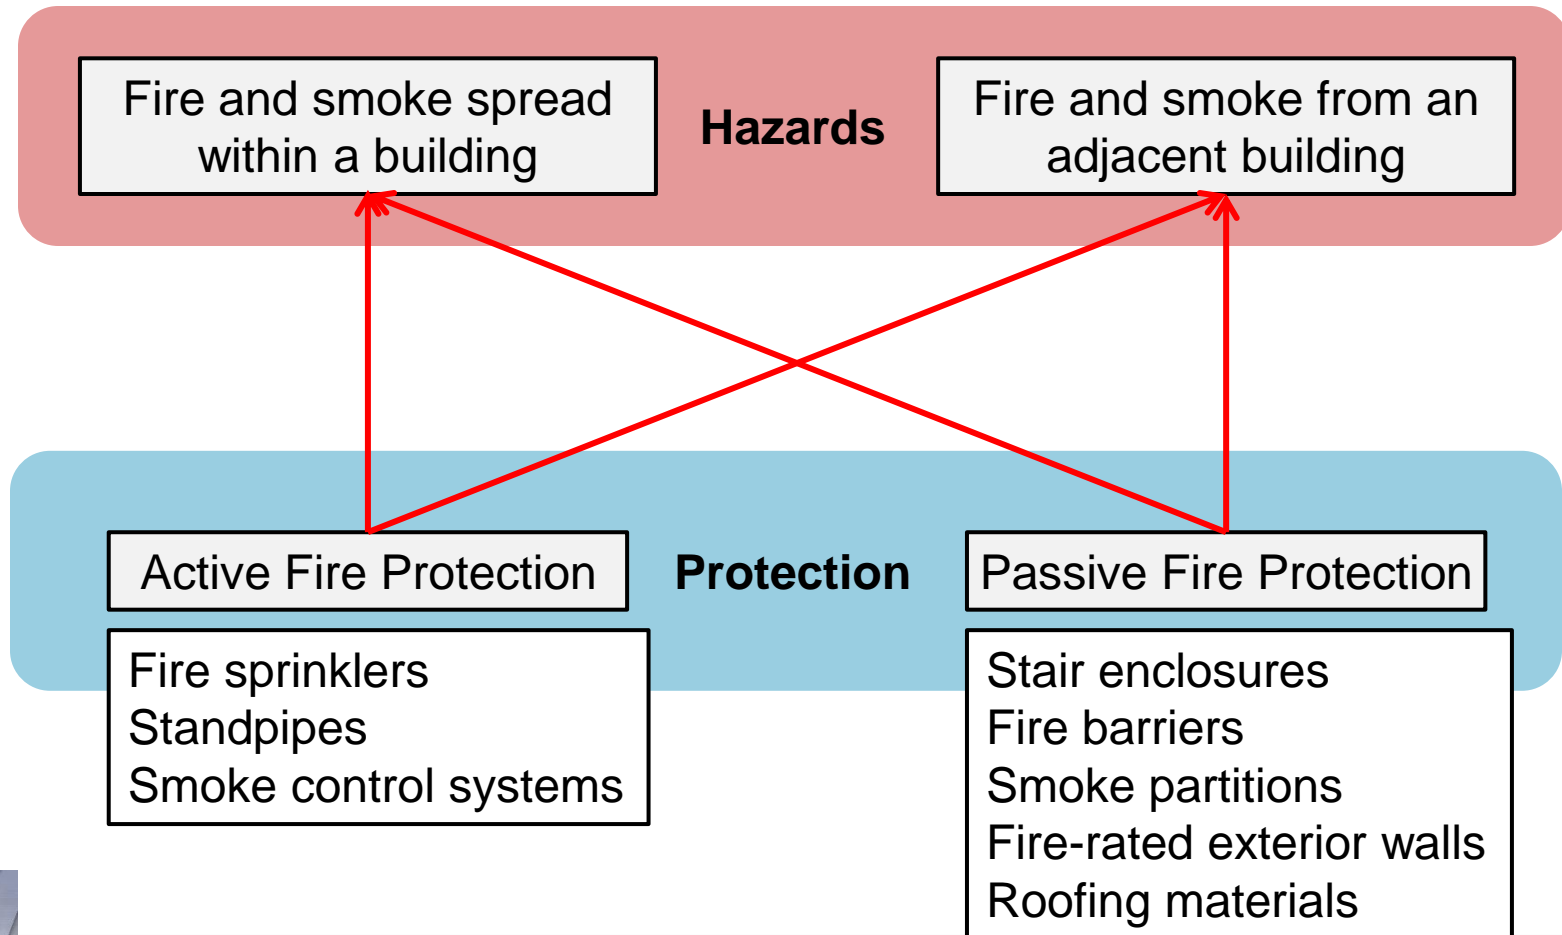 Fire and smoke spread
within a building
Hazards
Fire and smoke from an
adjacent building
Active Fire Protection
Protection
Passive Fire Protection
Fire sprinklers
Standpipes
Smoke control systems
Stair enclosures
Fire barriers
Smoke partitions
Fire-rated exterior walls
Roofing materials